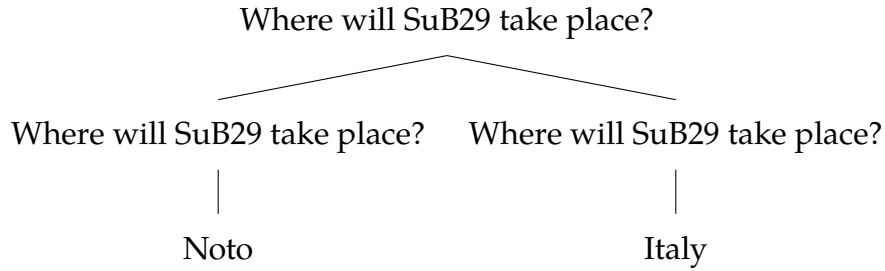 Where will SuB29 take place?
Where will SuB29 take place? Where will SuB29 take place?
Noto Italy